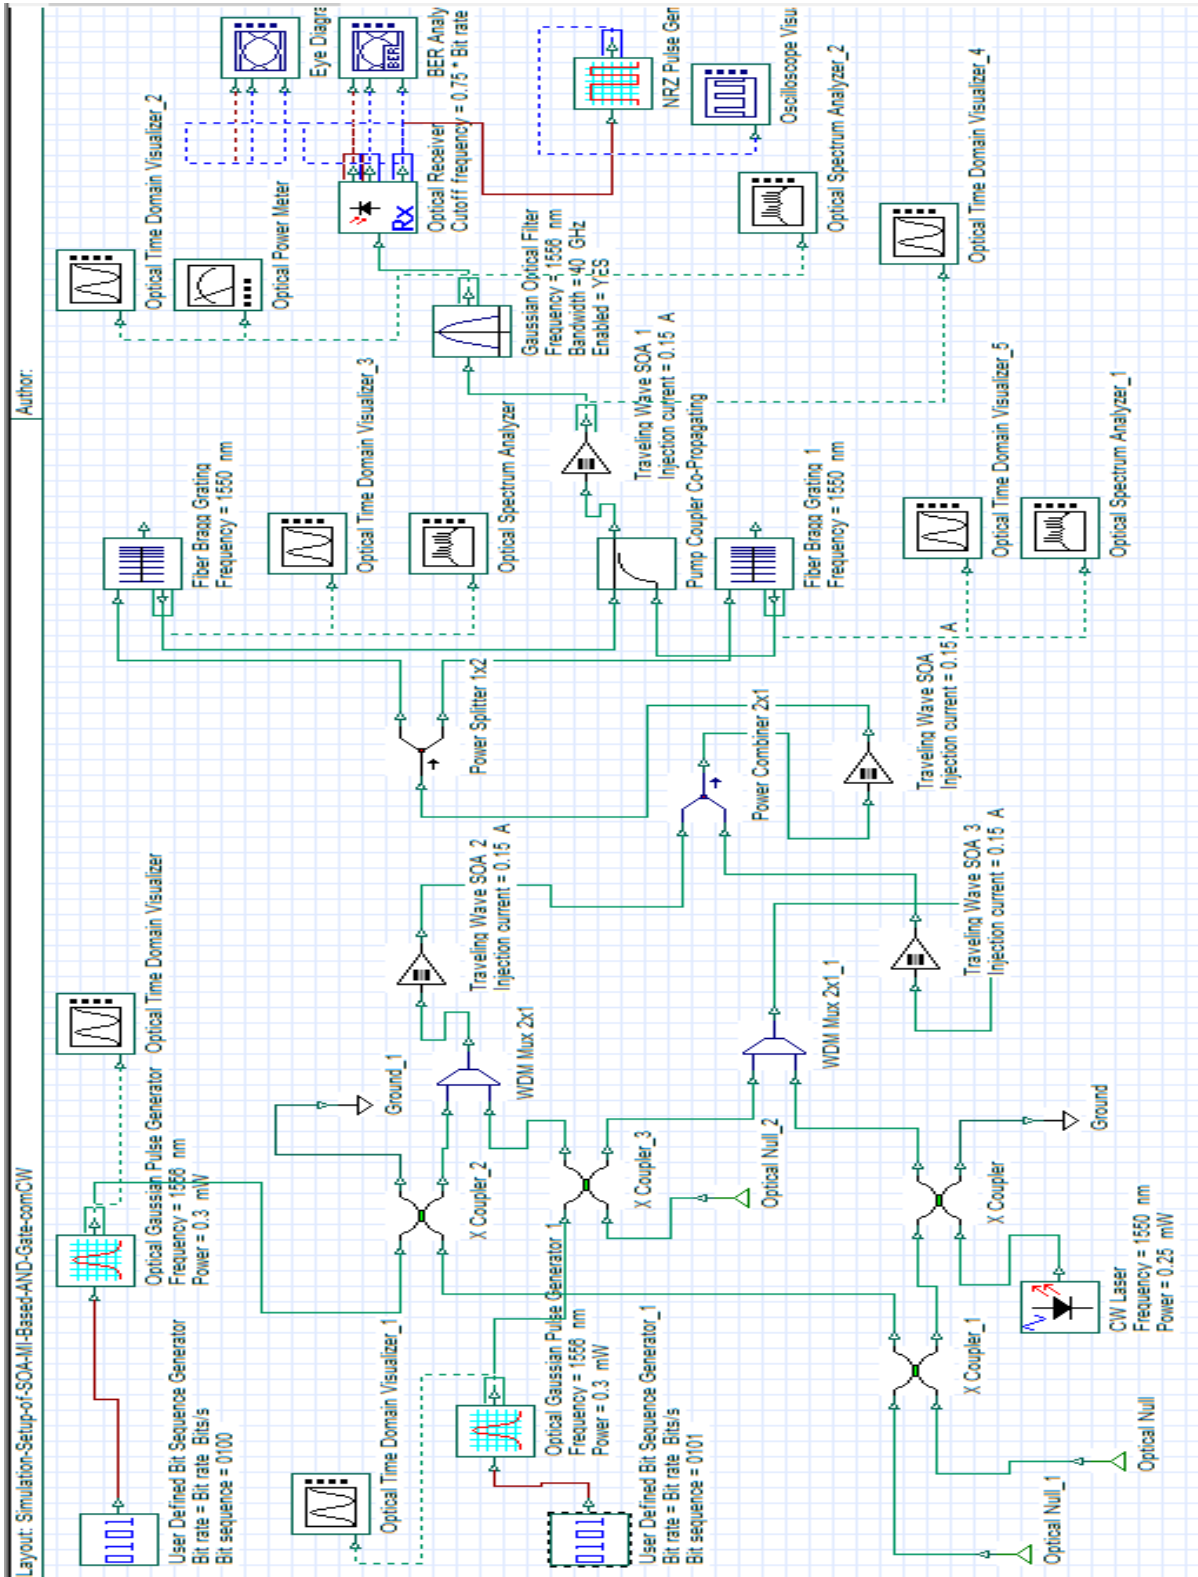 Layout: Simulation-Setup-of-SOA-MI-Based-AND-Gate-comCW
Author:
0101
User Defined Bit Sequence Generator
Bit rate = Bit rate Bits/s
Bit sequence = 0100
Optical Gaussian Pulse Generator
Frequency = 1556 nm
Power = 0.3 mW
Optical Time Domain Visualizer
Optical Time Domain Visualizer_1
0101
User Defined Bit Sequence Generator_1
Bit rate = Bit rate Bits/s
Bit sequence = 0101
Optical Gaussian Pulse Generator 1
Frequency = 1556 nm
Power = 0.3 mW
Ground_1
X Coupler_2
WDM Mux 2x1
Traveling Wave SOA 2
Injection current = 0.15 A
X Coupler_3
Optical Null_2
WDM Mux 2x1_1
Optical Null_1
Optical Null
X Coupler_1
CW Laser
Frequency = 1550 nm
Power = 0.25 mW
X Coupler
Ground
Traveling Wave SOA 3
Injection current = 0.15 A
Power Combiner 2x1
Traveling Wave SOA
Injection current = 0.15 A
Power Splitter 1x2
Fiber Bragg Grating
Frequency = 1550 nm
Optical Time Domain Visualizer_3
Optical Spectrum Analyzer
Pump Coupler Co-Propagating
Fiber Bragg Grating 1
Frequency = 1550 nm
Optical Time Domain Visualizer_5
Optical Spectrum Analyzer_1
Traveling Wave SOA 1
Injection current = 0.15 A
Gaussian Optical Filter
Frequency = 1556 nm
Bandwidth = 40 GHz
Enabled = YES
Optical Time Domain Visualizer_2
Optical Power Meter
Rx
Optical Receiver
Cutoff frequency = 0.75 * Bit rate
Eye Diagra
BER
BER Analy
NRZ Pulse Gen
Oscilloscope Visu
Optical Spectrum Analyzer_2
Optical Time Domain Visualizer_4